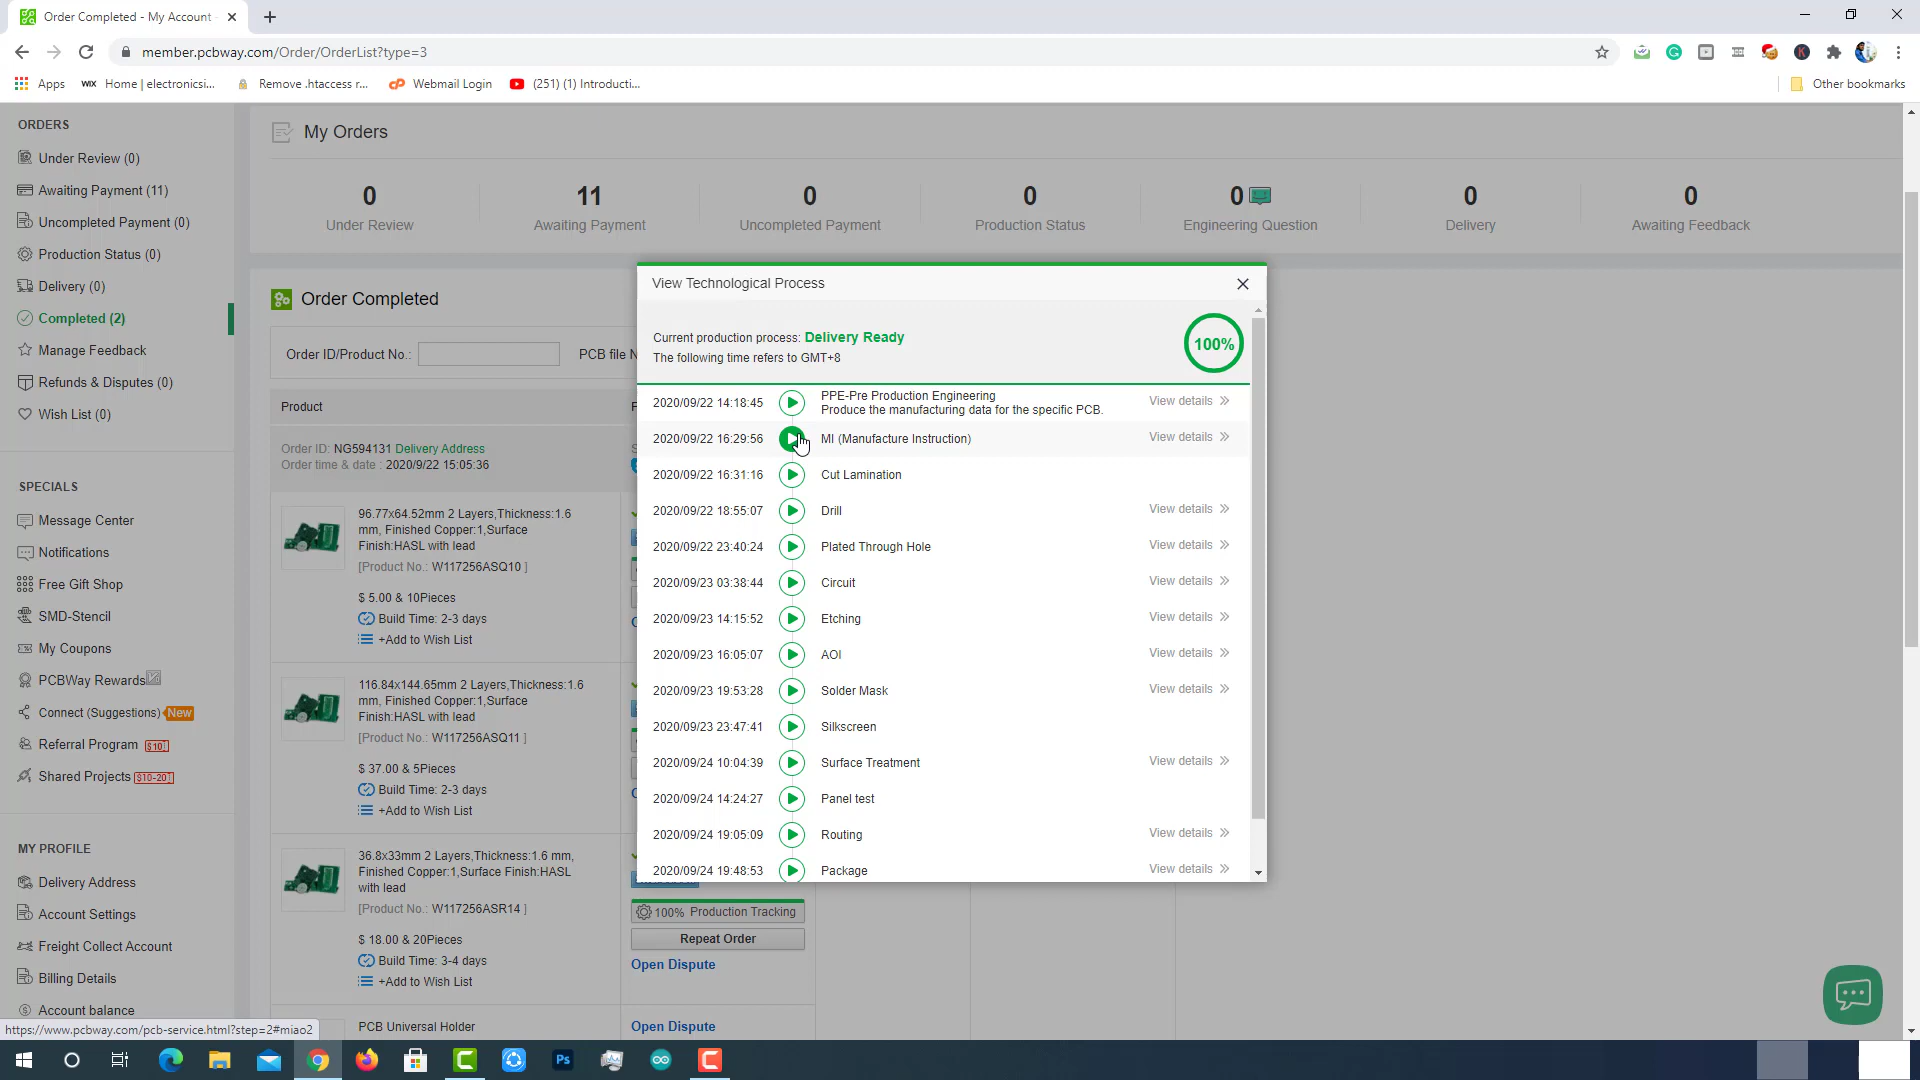 Order Completed - My Account
member.pcbway.com/Order/OrderList?type=3
Apps
WIX Home | electronicsi...
Remove .htaccess r...
cP Webmail Login
(251) (1) Introducti...
Other bookmarks
ORDERS
Under Review (0)
Awaiting Payment (11)
Uncompleted Payment (0)
Production Status (0)
Delivery (0)
Completed (2)
Manage Feedback
Refunds & Disputes (0)
Wish List (0)
SPECIALS
Message Center
Notifications
Free Gift Shop
SMD-Stencil
My Coupons
PCBWay Rewards
Connect (Suggestions) New
Referral Program $10
Shared Projects $10-20
MY PROFILE
Delivery Address
Account Settings
Freight Collect Account
Billing Details
Account balance
My Orders
0
Under Review
11
Awaiting Payment
0
Uncompleted Payment
0
Production Status
0
Engineering Question
0
Delivery
0
Awaiting Feedback
Order Completed
Order ID/Product No.:
PCB file N
Product
Order ID: NG594131 Delivery Address
Order time & date : 2020/9/22 15:05:36
96.77x64.52mm 2 Layers,Thickness:1.6
mm, Finished Copper:1,Surface
Finish:HASL with lead
[Product No.: W117256ASQ10 ]
$ 5.00 & 10Pieces
Build Time: 2-3 days
+Add to Wish List
116.84x144.65mm 2 Layers,Thickness:1.6
mm, Finished Copper:1,Surface
Finish:HASL with lead
[Product No.: W117256ASQ11 ]
$ 37.00 & 5Pieces
Build Time: 2-3 days
+Add to Wish List
36.8x33mm 2 Layers,Thickness:1.6 mm,
Finished Copper:1,Surface Finish:HASL
with lead
[Product No.: W117256ASR14 ]
$ 18.00 & 20Pieces
Build Time: 3-4 days
+Add to Wish List
100% Production Tracking
Repeat Order
Open Dispute
PCB Universal Holder
Open Dispute
View Technological Process
Current production process: Delivery Ready
The following time refers to GMT+8
100%
2020/09/22 14:18:45 PPE-Pre Production Engineering View details
Produce the manufacturing data for the specific PCB.
2020/09/22 16:29:56 MI (Manufacture Instruction) View details
2020/09/22 16:31:16 Cut Lamination
2020/09/22 18:55:07 Drill View details
2020/09/22 23:40:24 Plated Through Hole View details
2020/09/23 03:38:44 Circuit View details
2020/09/23 14:15:52 Etching View details
2020/09/23 16:05:07 AOI View details
2020/09/23 19:53:28 Solder Mask View details
2020/09/23 23:47:41 Silkscreen
2020/09/24 10:04:39 Surface Treatment View details
2020/09/24 14:24:27 Panel test
2020/09/24 19:05:09 Routing View details
2020/09/24 19:48:53 Package View details
https://www.pcbway.com/pcb-service.html?step=2#miao2
Ps